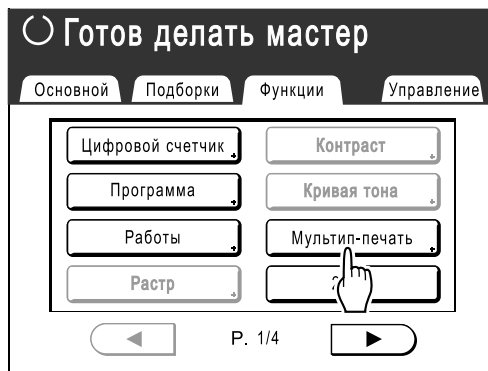 Готов делать мастер
Основной Подборки Функции Управление
Цифровой счетчик Контраст
Программа Кривая тона
Работы Мультип-печать
Растр
P. 1/4